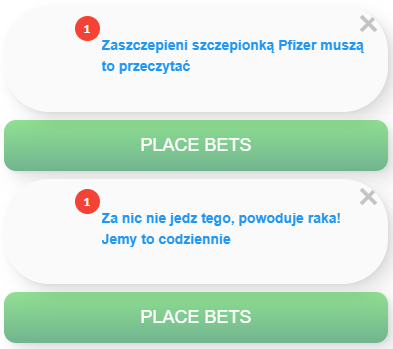 1
Zaszczepieni szczepionką Pfizer muszą
to przeczytać
PLACE BETS
1
Za nic nie jedz tego, powoduje raka!
Jemy to codziennie
PLACE BETS